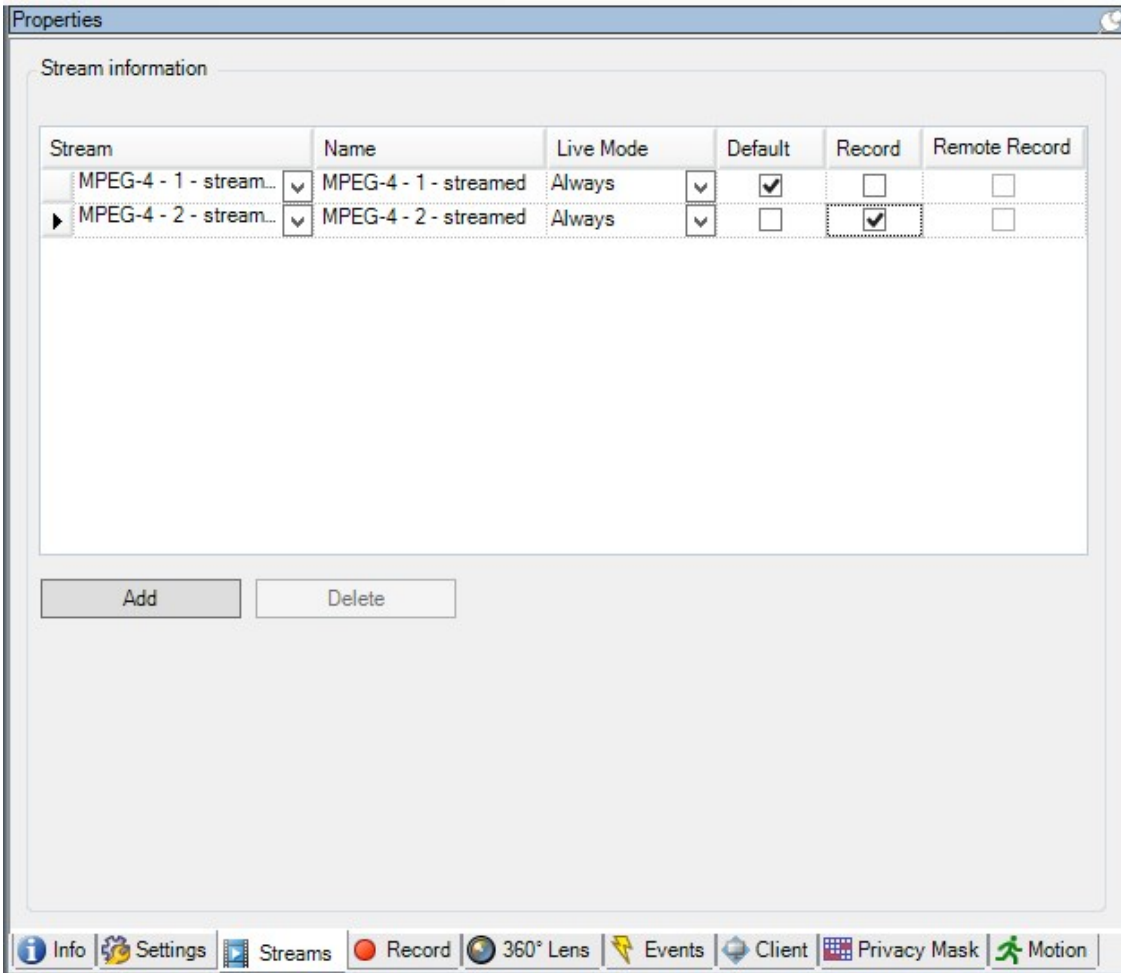 Properties
Stream information
Stream Name Live Mode Default Record Remote Record
MPEG-4 - 1 - stream... MPEG-4 - 1 - streamed Always
MPEG-4 - 2 - stream... MPEG-4 - 2 - streamed Always
Add Delete
Info Settings Streams Record 360° Lens Events Client Privacy Mask Motion